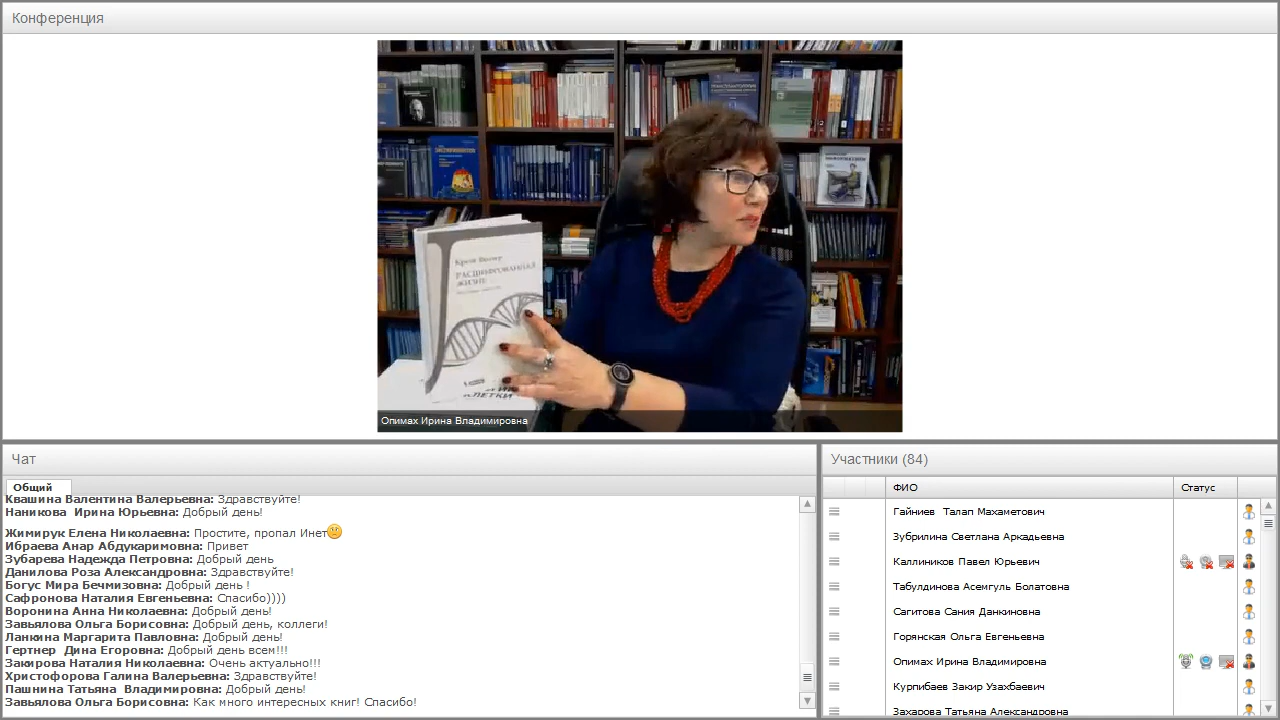 Конференция
Крейг Вентер
РАСШИФРОВАННАЯ
ЖИЗНЬ
КЛЕТКИ
Опимах Ирина Владимировна
Чат
Общий
Квашина Валентина Валерьевна: Здравствуйте!
Наникова Ирина Юрьевна: Добрый день!
Жимирук Елена Николаевна: Простите, пропал Инет
Ибраева Анар Абдукаримовна: Привет
Зубарева Надежда Петровна: Добрый день
Данилова Роза Александровна: Здравствуйте!
Богус Мира Бечмизовна: Добрый день !
Сафронова Наталия Евгеньевна: Спасибо))))
Воронина Анна Николаевна: Добрый день!
Завьялова Ольга Борисовна: Добрый день, коллеги!
Ланкина Маргарита Павловна: Добрый день!
Гертнер Дина Егоровна: Добрый день всем!!!
Закирова Наталия Николаевна: Очень актуально!!!
Христофорова Галина Валерьевна: Здравствуйте!
Пашнина Татьяна Владимировна: Добрый день!
Завьялова Ольга Борисовна: Как много интересных книг! Спасибо!
Участники (84)
ФИО Статус
Гайниев Талап Махаметович
Зубрилина Светлана Аркадьевна
Каллиников Павел Юрьевич
Табулдинова Асемгуль Болатовна
Сагитова Сания Данкиновна
Горянская Ольга Евгеньевна
Опимах Ирина Владимировна
Курпибаев Закир Узакбаевич
Захарова Татьяна Александровна